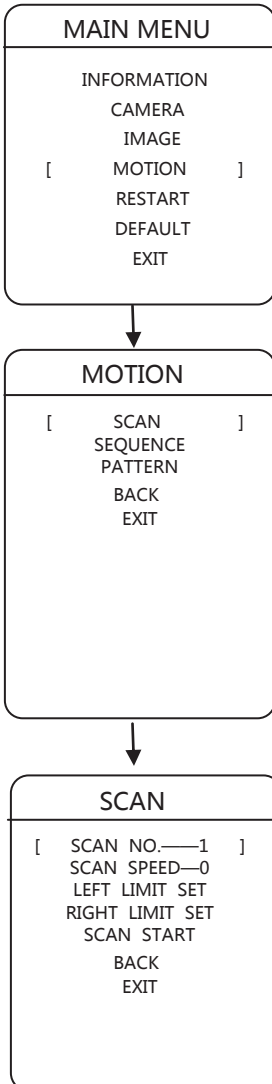 MAIN MENU
INFORMATION
CAMERA
IMAGE
[ MOTION ]
RESTART
DEFAULT
EXIT
MOTION
[ SCAN ]
SEQUENCE
PATTERN
BACK
EXIT
SCAN
[ SCAN NO.——1 ]
SCAN SPEED—0
LEFT LIMIT SET
RIGHT LIMIT SET
SCAN START
BACK
EXIT